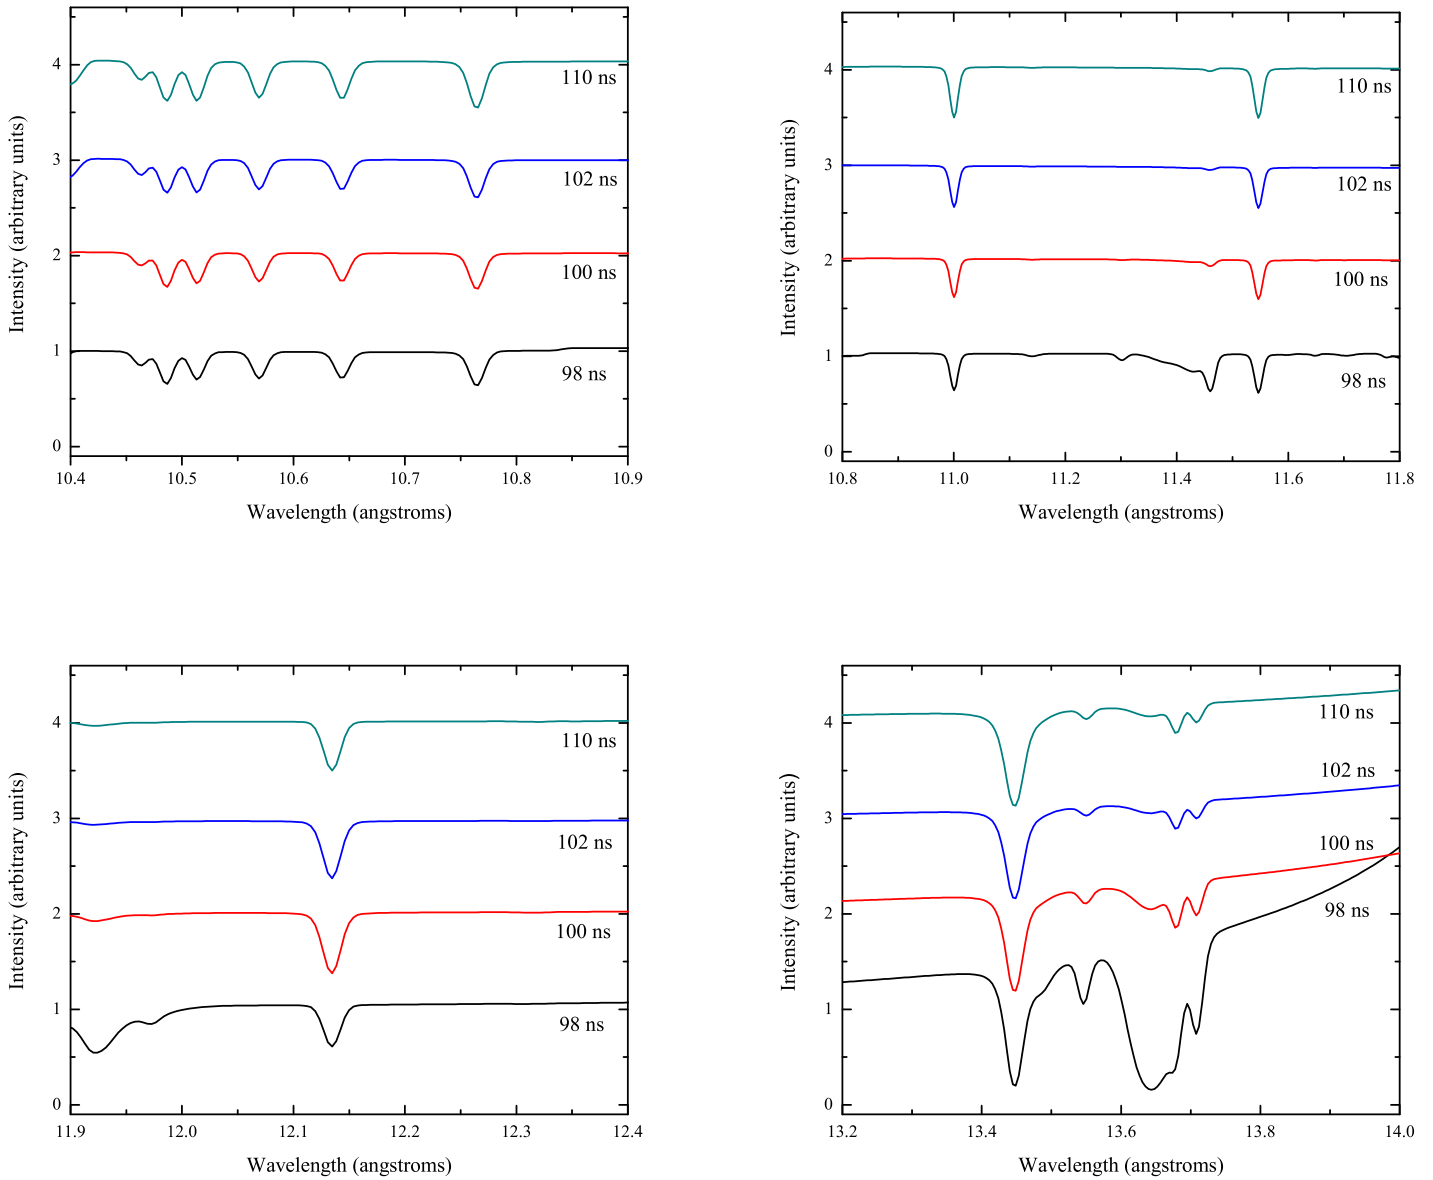 4
110 ns
3
102 ns
2
100 ns
1
98 ns
0
10.4 10.5 10.6 10.7 10.8 10.9
Wavelength (angstroms)
Intensity (arbitrary units)
4
110 ns
3
102 ns
2
100 ns
1
98 ns
0
10.8 11.0 11.2 11.4 11.6 11.8
Wavelength (angstroms)
Intensity (arbitrary units)
4
110 ns
3
102 ns
2
100 ns
1
98 ns
0
11.9 12.0 12.1 12.2 12.3 12.4
Wavelength (angstroms)
Intensity (arbitrary units)
4
110 ns
102 ns
3
100 ns
2
98 ns
1
0
13.2 13.4 13.6 13.8 14.0
Wavelength (angstroms)
Intensity (arbitrary units)